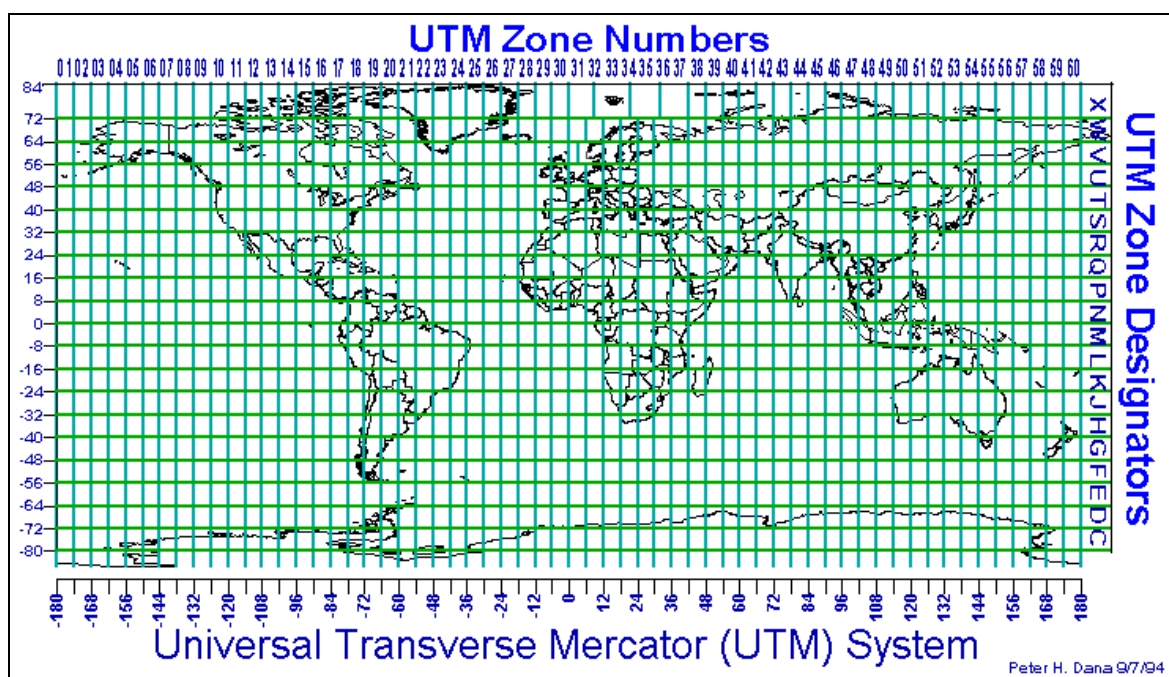 UTM Zone Numbers
01 02 03 04 05 06 07 08 09 10 11 12 13 14 15 16 17 18 19 20 21 22 23 24 25 26 27 28 29 30 31 32 33 34 35 36 37 38 39 40 41 42 43 44 45 46 47 48 49 50 51 52 53 54 55 56 57 58 59 60
84
72
64
56
48
40
32
24
16
8
0
-8
-16
-24
-32
-40
-48
-56
-64
-72
-80
X
W
V
U
T
S
R
Q
P
N
M
L
K
J
H
G
F
E
D
C
UTM Zone Designators
-180 -168 -156 -144 -132 -120 -108 -96 -84 -72 -60 -48 -36 -24 -12 0 12 24 36 48 60 72 84 96 108 120 132 144 156 168 180
Universal Transverse Mercator (UTM) System
Peter H. Dana 9/7/94